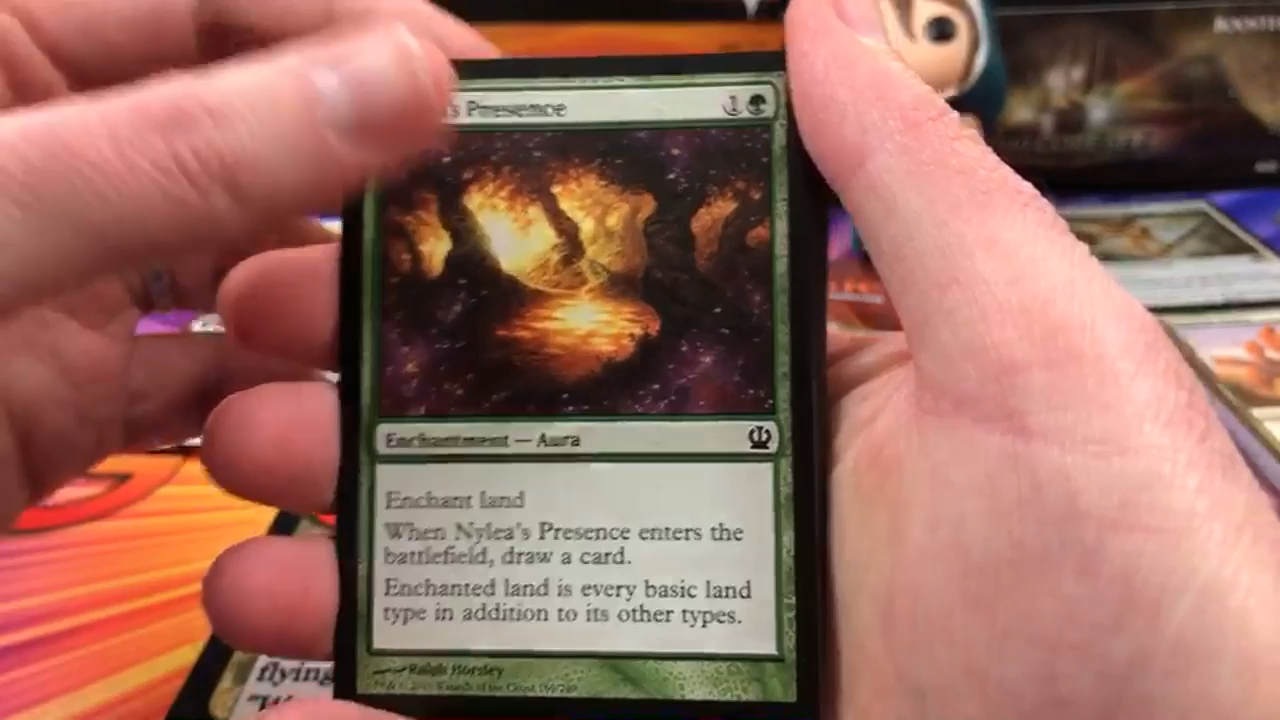 's Presence
1
Enchantment — Aura
Enchant land
When Nylea's Presence enters the
battlefield, draw a card.
Enchanted land is every basic land
type in addition to its other types.
Ralph Horsley
flying